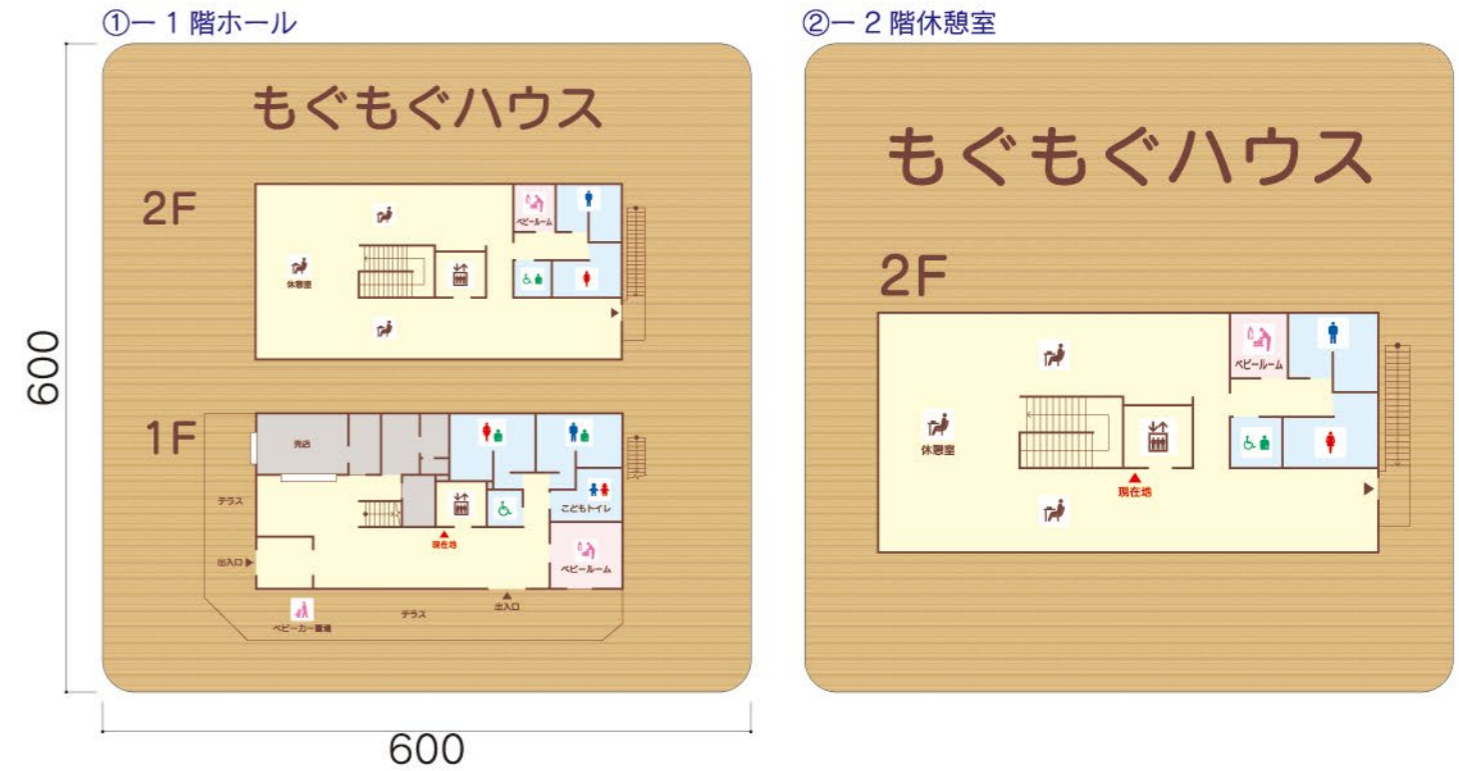 ①ー1階ホール
もぐもぐハウス
2F
ベビールーム
休憩室
1F
売店
テラス
こどもトイレ
現在地
出入口
ベビールーム
出入口
テラス
ベビーカー置場
600
600
②ー2階休憩室
もぐもぐハウス
2F
ベビールーム
休憩室
現在地